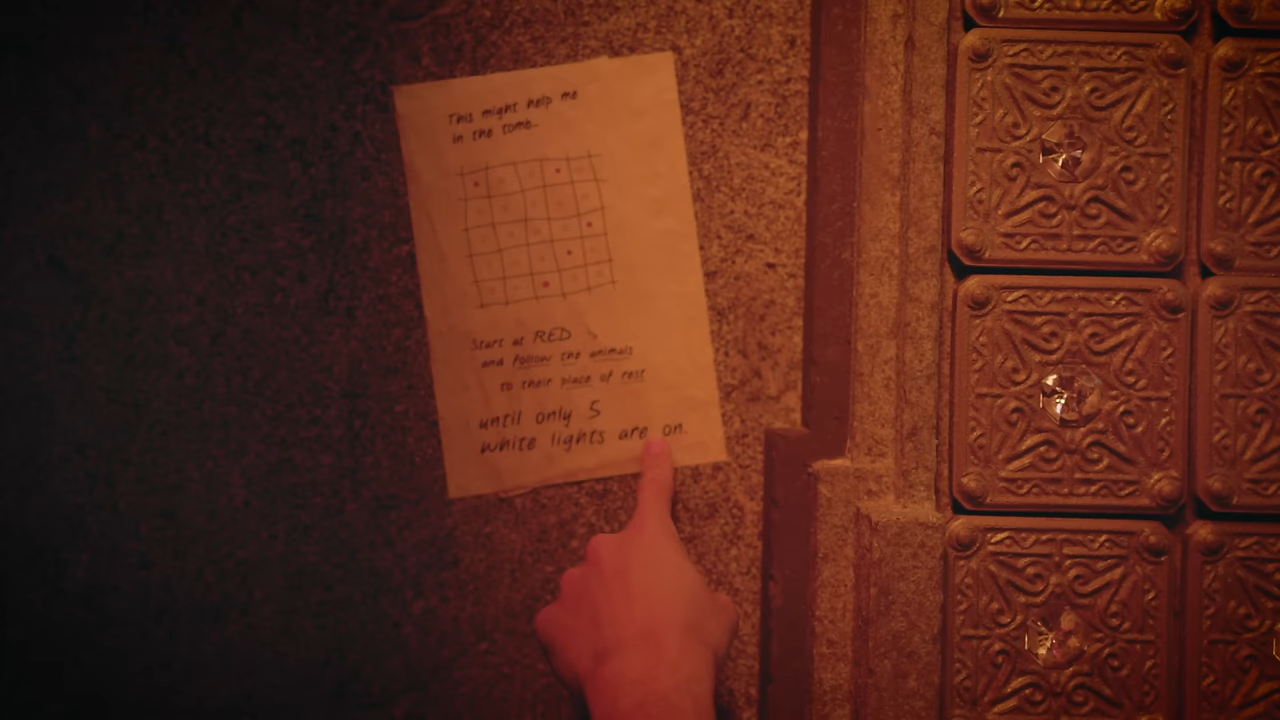 This might help me
in the tomb...
Start at RED
and follow the animals
to their place of rest
until only 5
white lights are on.